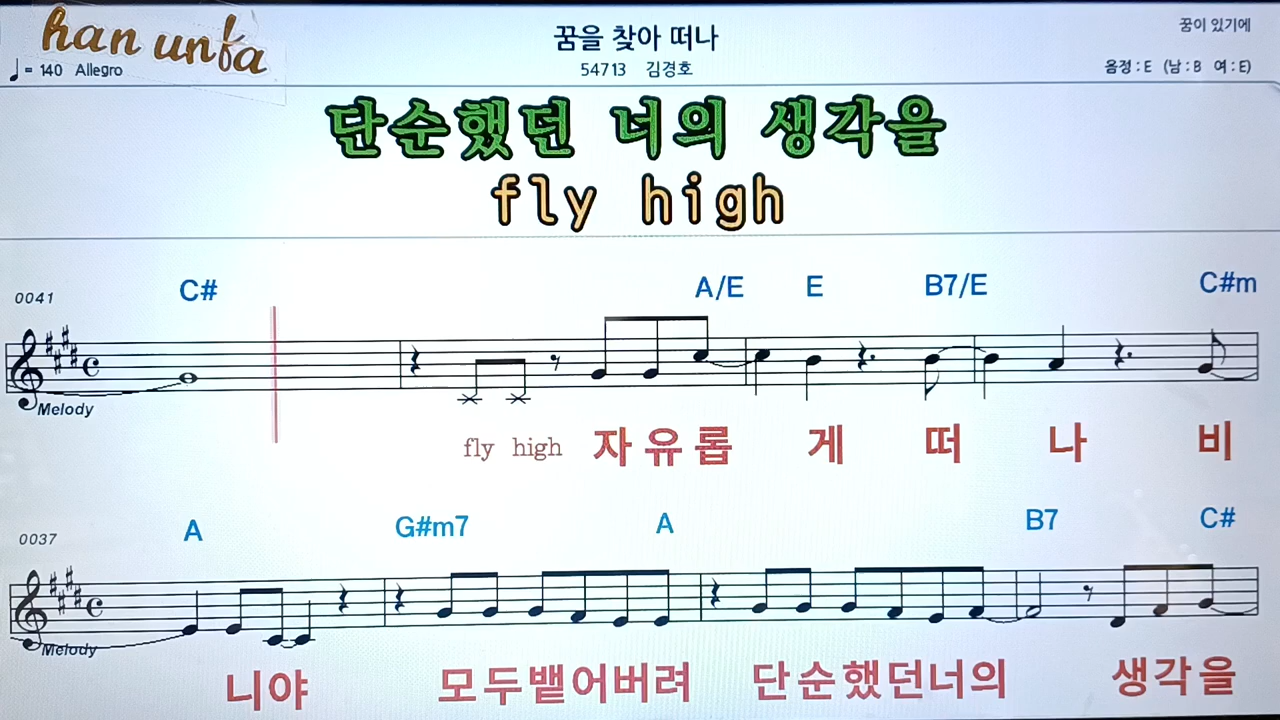 han unfa
꿈을 찾아 떠나
꿈이 있기에
♩= 140 Allegro
54713 김경호
음정 : E (남 : B 여 : E)
단순했던 너의 생각을
fly high
0041
C# A/E E B7/E C#m
Melody
fly high 자유롭 게 떠 나 비
0037
A G#m7 A B7 C#
Melody
니야 모두뱉어버려 단순했던너의 생각을